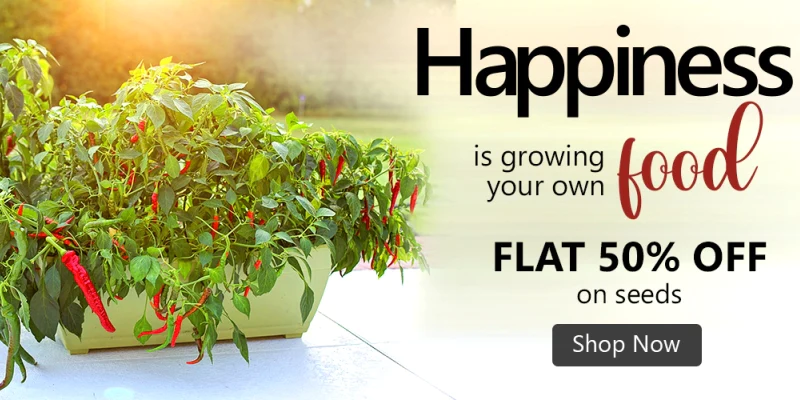 Happiness
is growing
your own food
FLAT 50% OFF
on seeds
Shop Now